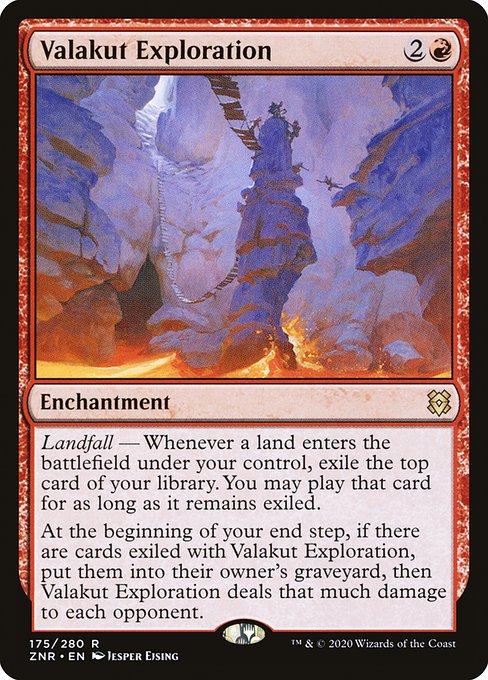 Valakut Exploration 2
Enchantment
Landfall — Whenever a land enters the
battlefield under your control, exile the top
card of your library. You may play that card
for as long as it remains exiled.
At the beginning of your end step, if there
are cards exiled with Valakut Exploration,
put them into their owner's graveyard, then
Valakut Exploration deals that much damage
to each opponent.
175/280 R
ZNR • EN Jesper Ejsing
™ & © 2020 Wizards of the Coast